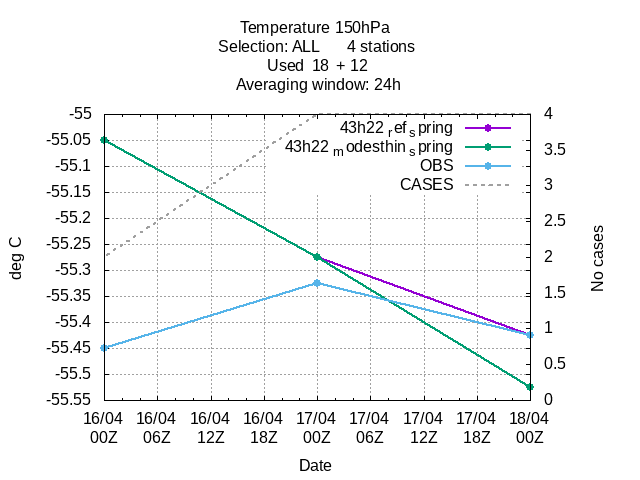 Temperature 150hPa
Selection: ALL 4 stations
Used 18 + 12
Averaging window: 24h
-55
-55.05
-55.1
-55.15
-55.2
-55.25
-55.3
-55.35
-55.4
-55.45
-55.5
-55.55
deg C
43h22 ref spring
43h22 modesthin spring
OBS
CASES
4
3.5
3
2.5
2
1.5
1
0.5
0
No cases
16/04 16/04 16/04 16/04 17/04 17/04 17/04 17/04 18/04
00Z 06Z 12Z 18Z 00Z 06Z 12Z 18Z 00Z
Date